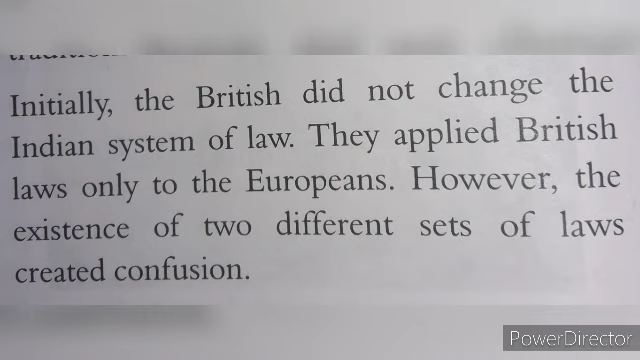 Initially, the British did not change the
Indian system of law. They applied British
laws only to the Europeans. However, the
existence of two different sets of laws
created confusion.
PowerDirector